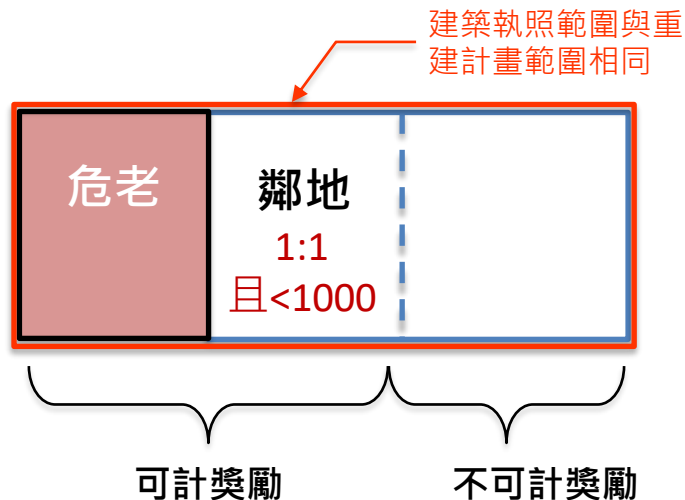 建築執照範圍與重
建計畫範圍相同
危老
鄰地
1:1
且<1000
可計獎勵
不可計獎勵